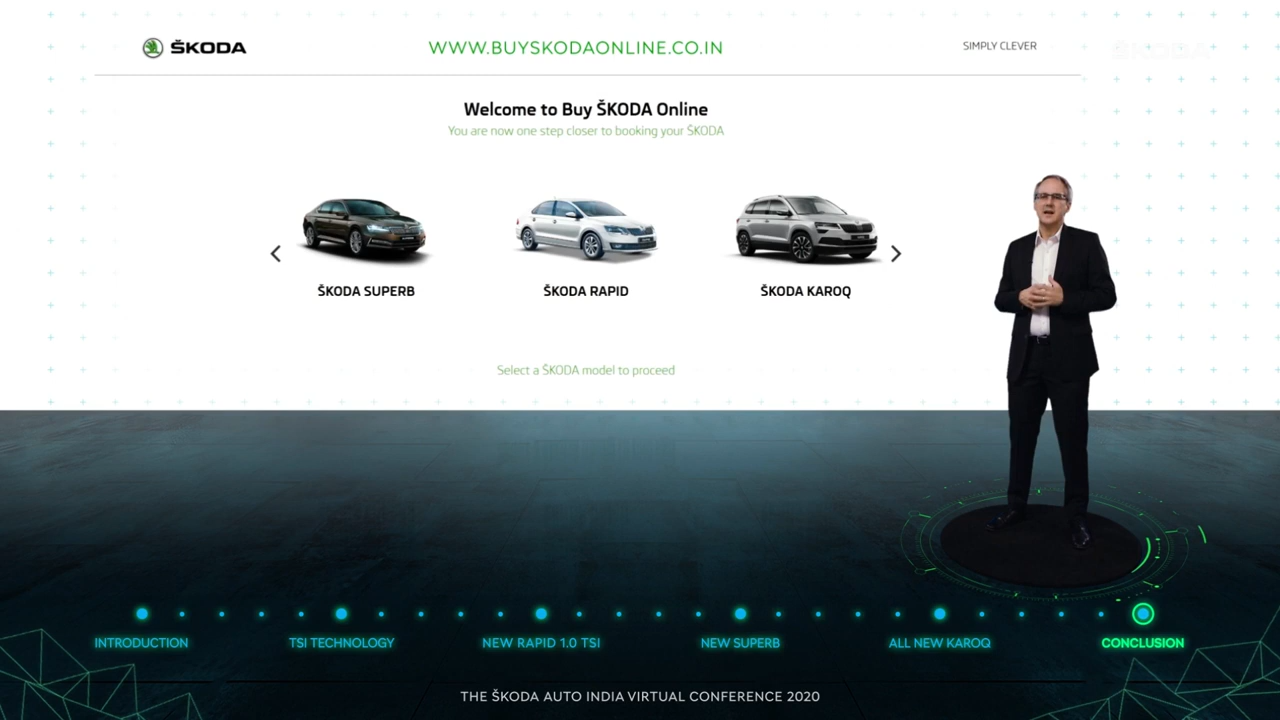 ŠKODA
WWW.BUYSKODAONLINE.CO.IN
SIMPLY CLEVER
ŠKODA
Welcome to Buy ŠKODA Online
You are now one step closer to booking your ŠKODA
ŠKODA SUPERB
ŠKODA RAPID
ŠKODA KAROQ
Select a ŠKODA model to proceed
INTRODUCTION
TSI TECHNOLOGY
NEW RAPID 1.0 TSI
NEW SUPERB
ALL NEW KAROQ
CONCLUSION
THE ŠKODA AUTO INDIA VIRTUAL CONFERENCE 2020